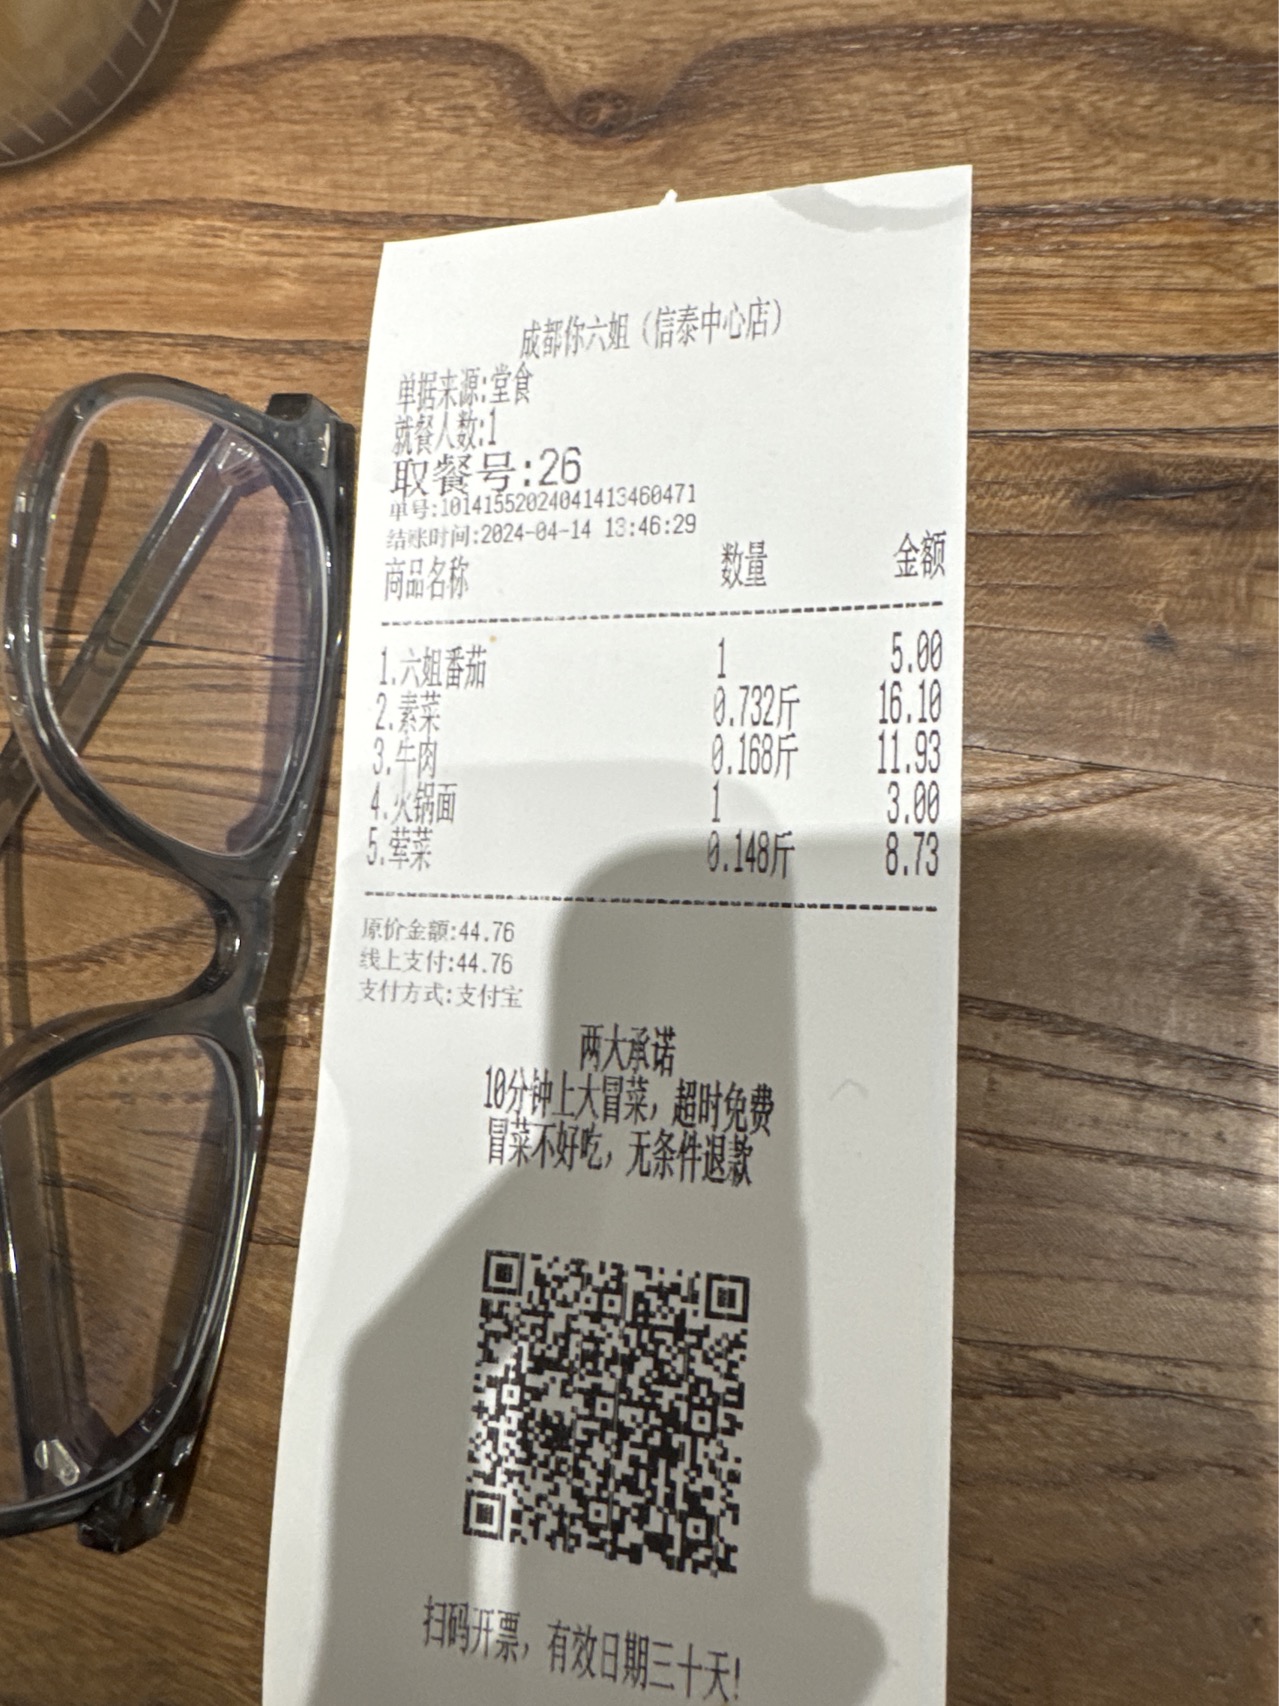 成都你六姐（信泰中心店）
单据来源:堂食
就餐人数:1
取餐号:26
单号:10141552024041413460471
结账时间:2024-04-14 13:46:29
商品名称 数量 金额
1.六姐番茄 1 5.00
2.素菜 0.732斤 16.10
3.牛肉 0.168斤 11.93
4.火锅面 1 3.00
5.荤菜 0.148斤 8.73
原价金额:44.76
线上支付:44.76
支付方式:支付宝
两大承诺
10分钟上大冒菜，超时免费
冒菜不好吃，无条件退款
扫码开票，有效日期三十天!